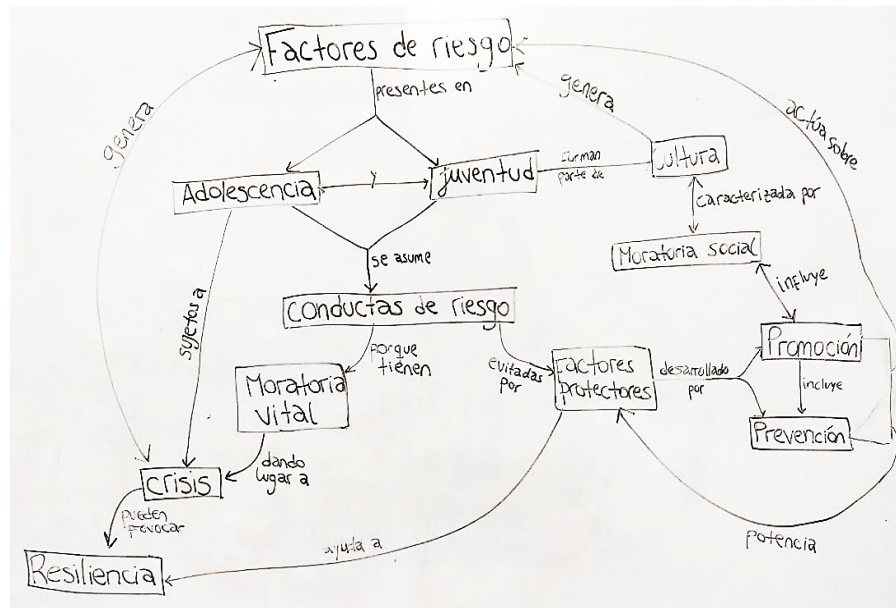 Factores de riesgo
presentes en
genera
genera
actúa sobre
Adolescencia
y
juventud
forman
parte de
Cultura
caracterizada por
Moratoria social
sujetos a
se asume
incluye
Conductas de riesgo
Promoción
porque
tienen
evitadas
por
Factores
protectores
desarrollado
por
incluye
Moratoria
vital
Prevención
dando
lugar a
Crisis
pueden
povocar
ayuda a
potencia
Resiliencia